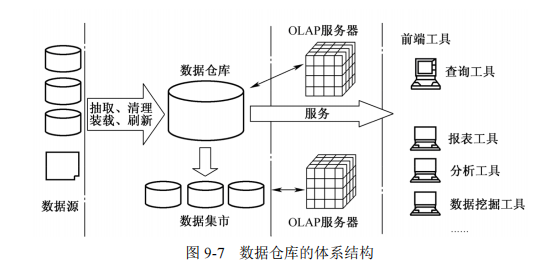 OLAP服务器
前端工具
数据仓库
查询工具
抽取、清理
装载、刷新
服务
报表工具
分析工具
数据源
数据集市
OLAP服务器
数据挖掘工具
……
图 9-7 数据仓库的体系结构